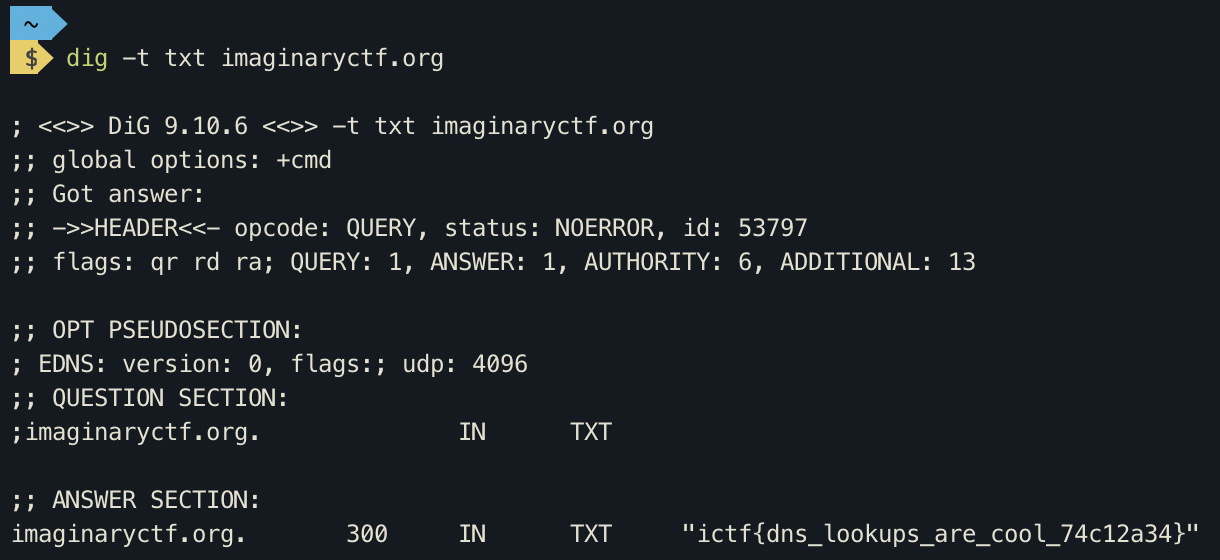 ~
$ dig -t txt imaginaryctf.org
; <<>> DiG 9.10.6 <<>> -t txt imaginaryctf.org
;; global options: +cmd
;; Got answer:
;; ->>HEADER<<- opcode: QUERY, status: NOERROR, id: 53797
;; flags: qr rd ra; QUERY: 1, ANSWER: 1, AUTHORITY: 6, ADDITIONAL: 13
;; OPT PSEUDOSECTION:
; EDNS: version: 0, flags:; udp: 4096
;; QUESTION SECTION:
;imaginaryctf.org. IN TXT
;; ANSWER SECTION:
imaginaryctf.org. 300 IN TXT "ictf{dns_lookups_are_cool_74c12a34}"